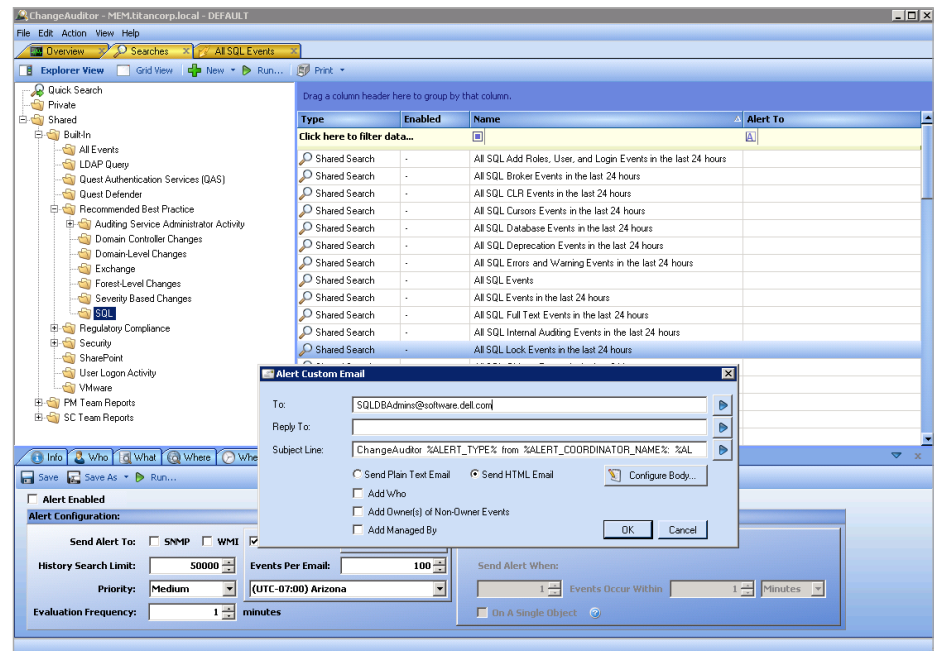 ChangeAuditor - MEM.titancorp.local - DEFAULT
File Edit Action View Help
Overview Searches All SQL Events
Explorer View Grid View New Run... Print
Quick Search
Private
Shared
Built-In
All Events
LDAP Query
Quest Authentication Services (QAS)
Quest Defender
Recommended Best Practice
Auditing Service Administrator Activity
Domain Controller Changes
Domain-Level Changes
Exchange
Forest-Level Changes
Severity Based Changes
SQL
Regulatory Compliance
Security
SharePoint
User Logon Activity
VMware
PM Team Reports
SC Team Reports
Drag a column header here to group by that column.
Type Enabled Name Alert To
Click here to filter data...
Shared Search - All SQL Add Roles, User, and Login Events in the last 24 hours
Shared Search - All SQL Broker Events in the last 24 hours
Shared Search - All SQL CLR Events in the last 24 hours
Shared Search - All SQL Cursors Events in the last 24 hours
Shared Search - All SQL Database Events in the last 24 hours
Shared Search - All SQL Deprecation Events in the last 24 hours
Shared Search - All SQL Errors and Warning Events in the last 24 hours
Shared Search - All SQL Events
Shared Search - All SQL Events in the last 24 hours
Shared Search - All SQL Full Text Events in the last 24 hours
Shared Search - All SQL Internal Auditing Events in the last 24 hours
Shared Search - All SQL Lock Events in the last 24 hours
Alert Custom Email
To: SQLDBAdmins@software.dell.com
Reply To:
Subject Line: ChangeAuditor %ALERT_TYPE% from %ALERT_COORDINATOR_NAME%: %AL
Send Plain Text Email Send HTML Email Configure Body...
Add Who
Add Owner(s) of Non-Owner Events
Add Managed By
OK Cancel
Info Who What Where Whe
Save Save As Run...
Alert Enabled
Alert Configuration:
Send Alert To: SNMP WMI
History Search Limit: 50000 Events Per Email: 100
Priority: Medium (UTC-07:00) Arizona
Evaluation Frequency: 1 minutes
Send Alert When:
1 Events Occur Within 1 Minutes
On A Single Object